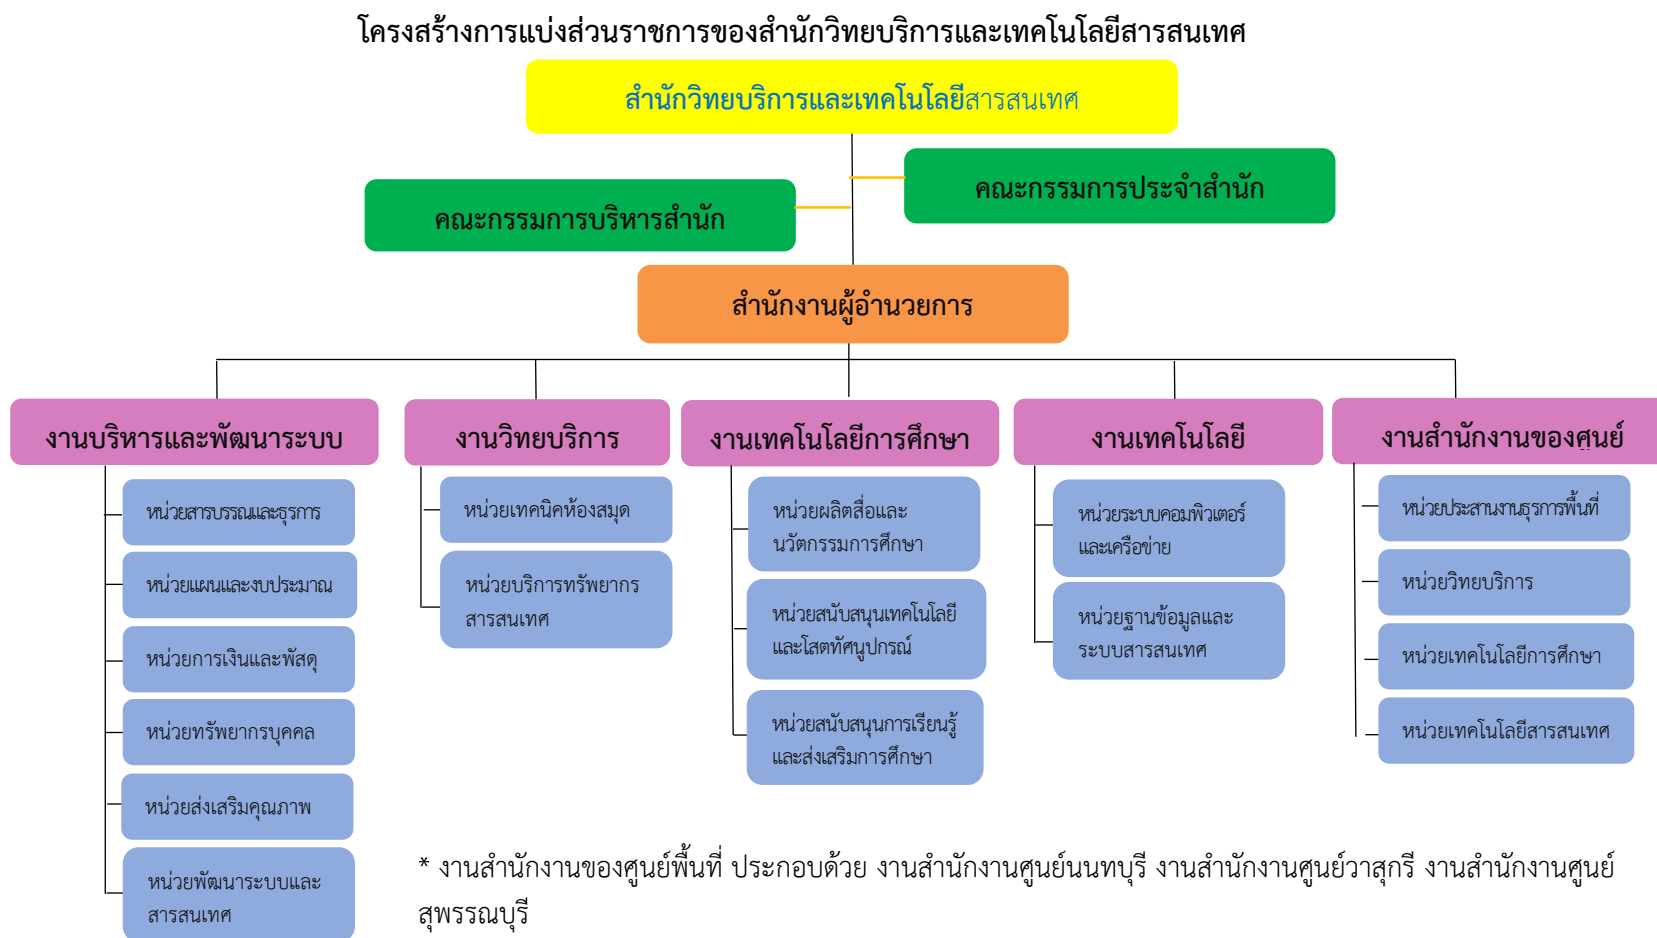 โครงสร้างการแบ่งส่วนราชการของสำนักวิทยบริการและเทคโนโลยีสารสนเทศ
สำนักวิทยบริการและเทคโนโลยีสารสนเทศ
คณะกรรมการประจำสำนัก
คณะกรรมการบริหารสำนัก
สำนักงานผู้อำนวยการ
งานบริหารและพัฒนาระบบ
หน่วยสารบรรณและธุรการ
หน่วยแผนและงบประมาณ
หน่วยการเงินและพัสดุ
หน่วยทรัพยากรบุคคล
หน่วยส่งเสริมคุณภาพ
หน่วยพัฒนาระบบและ
สารสนเทศ
งานวิทยบริการ
หน่วยเทคนิคห้องสมุด
หน่วยบริการทรัพยากร
สารสนเทศ
งานเทคโนโลยีการศึกษา
หน่วยผลิตสื่อและ
นวัตกรรมการศึกษา
หน่วยสนับสนุนเทคโนโลยี
และโสตทัศนูปกรณ์
หน่วยสนับสนุนการเรียนรู้
และส่งเสริมการศึกษา
งานเทคโนโลยี
หน่วยระบบคอมพิวเตอร์
และเครือข่าย
หน่วยฐานข้อมูลและ
ระบบสารสนเทศ
งานสำนักงานของศูนย์
หน่วยประสานงานธุรการพื้นที่
หน่วยวิทยบริการ
หน่วยเทคโนโลยีการศึกษา
หน่วยเทคโนโลยีสารสนเทศ
* งานสำนักงานของศูนย์พื้นที่ ประกอบด้วย งานสำนักงานศูนย์นนทบุรี งานสำนักงานศูนย์วาสุกรี งานสำนักงานศูนย์
สุพรรณบุรี